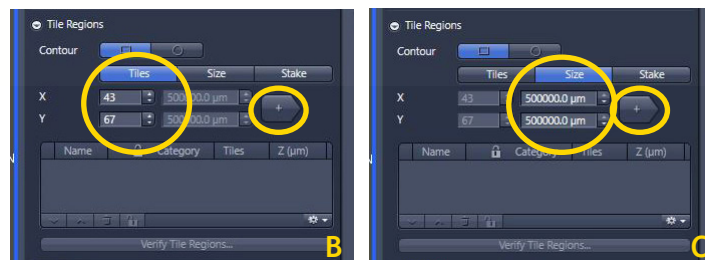 Tile Regions
Contour
Tiles Size Stake
X 43 500000.0 µm +
Y 67 500000.0 µm
Name Category Tiles Z (µm)
Verify Tile Regions...
B
Tile Regions
Contour
Tiles Size Stake
X 43 500000.0 µm +
Y 67 500000.0 µm
Name Category Tiles Z (µm)
Verify Tile Regions...
C